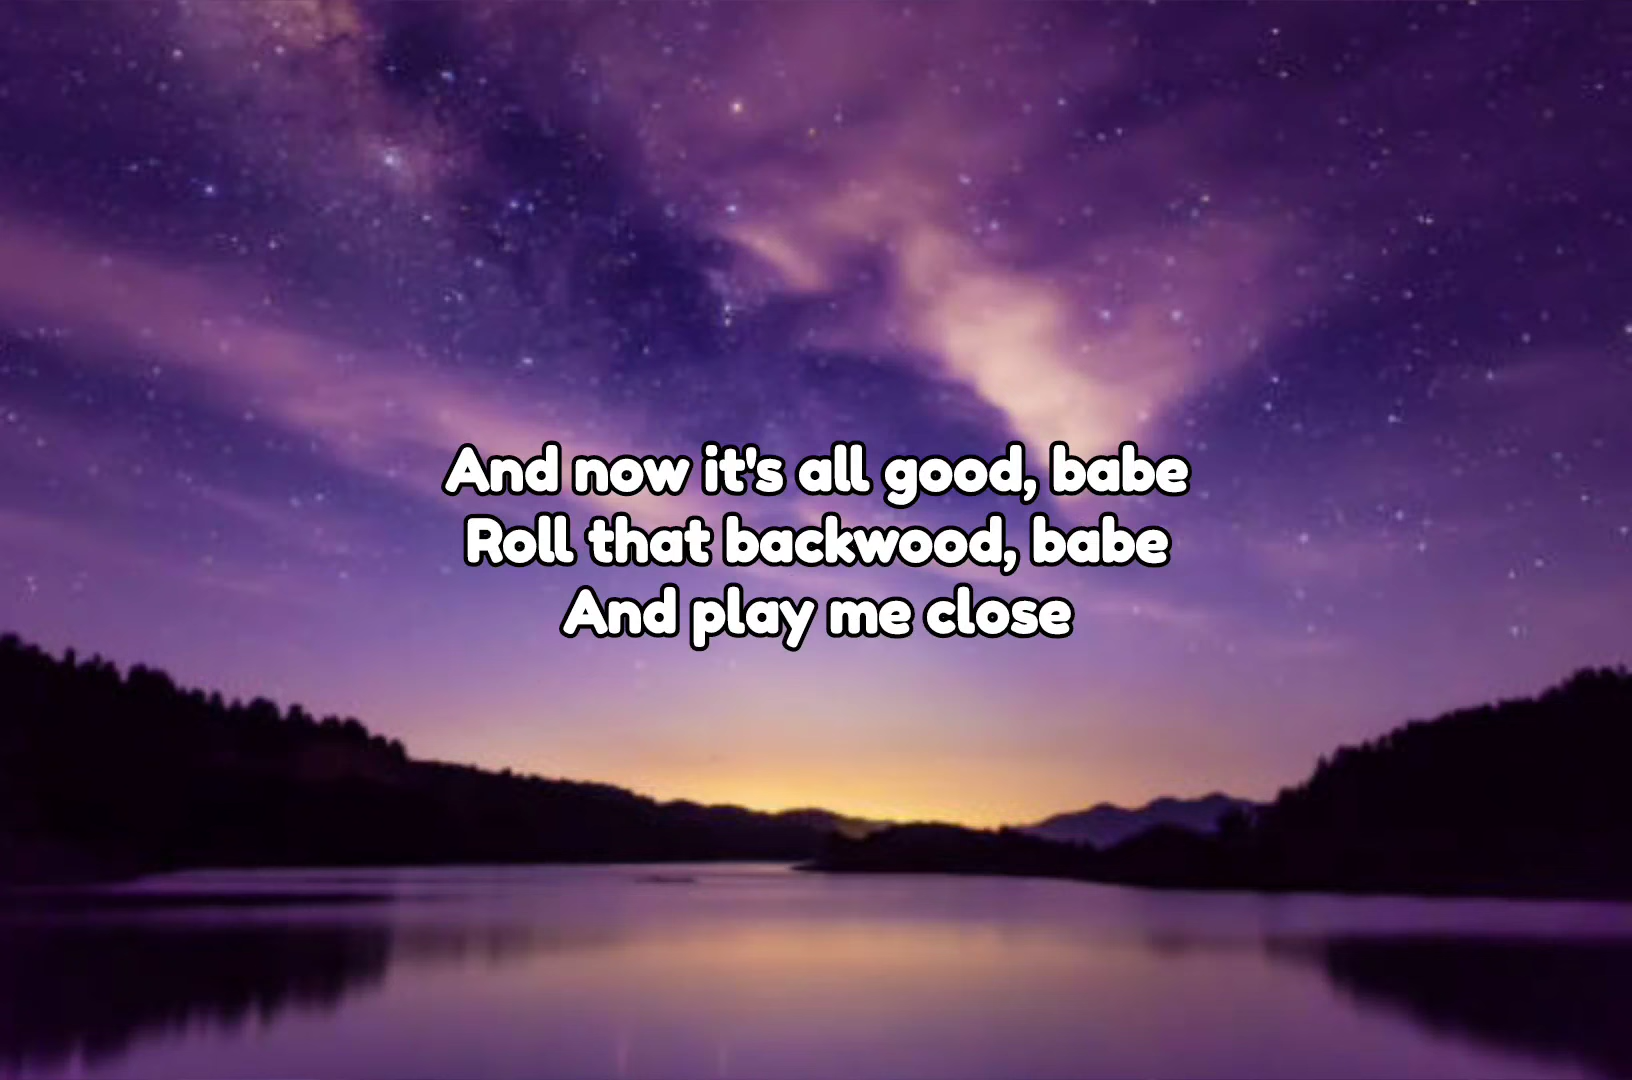 And now it's all good, babe
Roll that backwood, babe
And play me close